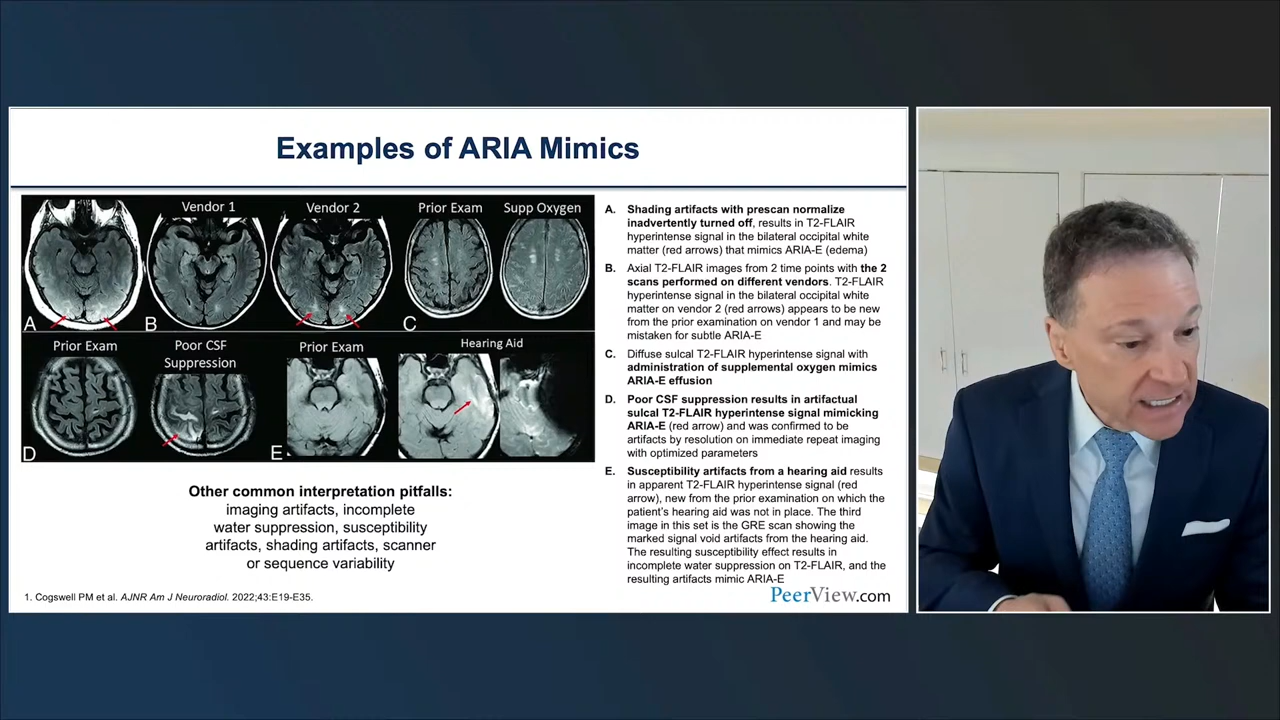 Examples of ARIA Mimics
Vendor 1
Vendor 2
Prior Exam
Supp Oxygen
A
B
C
Prior Exam
Poor CSF
Suppression
Prior Exam
Hearing Aid
D
E
Other common interpretation pitfalls:
imaging artifacts, incomplete
water suppression, susceptibility
artifacts, shading artifacts, scanner
or sequence variability
A. Shading artifacts with prescan normalize
inadvertently turned off, results in T2-FLAIR
hyperintense signal in the bilateral occipital white
matter (red arrows) that mimics ARIA-E (edema)
B. Axial T2-FLAIR images from 2 time points with the 2
scans performed on different vendors. T2-FLAIR
hyperintense signal in the bilateral occipital white
matter on vendor 2 (red arrows) appears to be new
from the prior examination on vendor 1 and may be
mistaken for subtle ARIA-E
C. Diffuse sulcal T2-FLAIR hyperintense signal with
administration of supplemental oxygen mimics
ARIA-E effusion
D. Poor CSF suppression results in artifactual
sulcal T2-FLAIR hyperintense signal mimicking
ARIA-E (red arrow) and was confirmed to be
artifacts by resolution on immediate repeat imaging
with optimized parameters
E. Susceptibility artifacts from a hearing aid results
in apparent T2-FLAIR hyperintense signal (red
arrow), new from the prior examination on which the
patient's hearing aid was not in place. The third
image in this set is the GRE scan showing the
marked signal void artifacts from the hearing aid.
The resulting susceptibility effect results in
incomplete water suppression on T2-FLAIR, and the
resulting artifacts mimic ARIA-E
1. Cogswell PM et al. AJNR Am J Neuroradiol. 2022;43:E19-E35.
PeerView.com